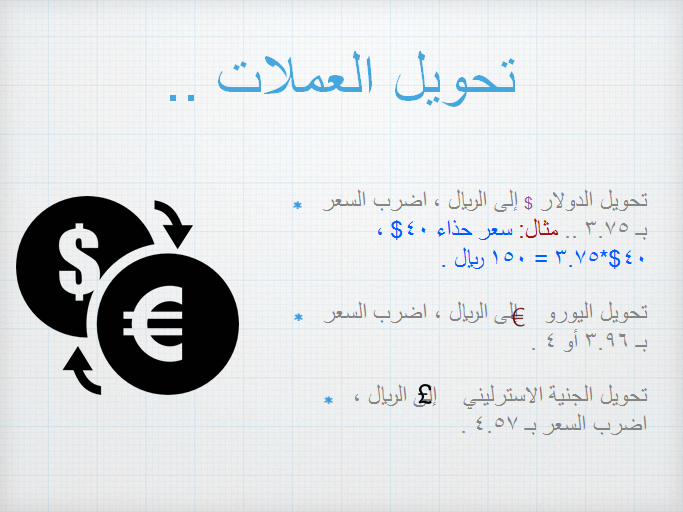 تحويل العملات ..
* تحويل الدولار $ إلى الريال ، اضرب السعر
بـ ٣.٧٥ .. مثال: سعر حذاء ٤٠$ ،
٤٠$*٣.٧٥ = ١٥٠ ريال .
* تحويل اليورو € إلى الريال ، اضرب السعر
بـ ٣.٩٦ أو ٤ .
* تحويل الجنية الاسترليني £ إلى الريال ،
اضرب السعر بـ ٤.٥٧ .
$
€